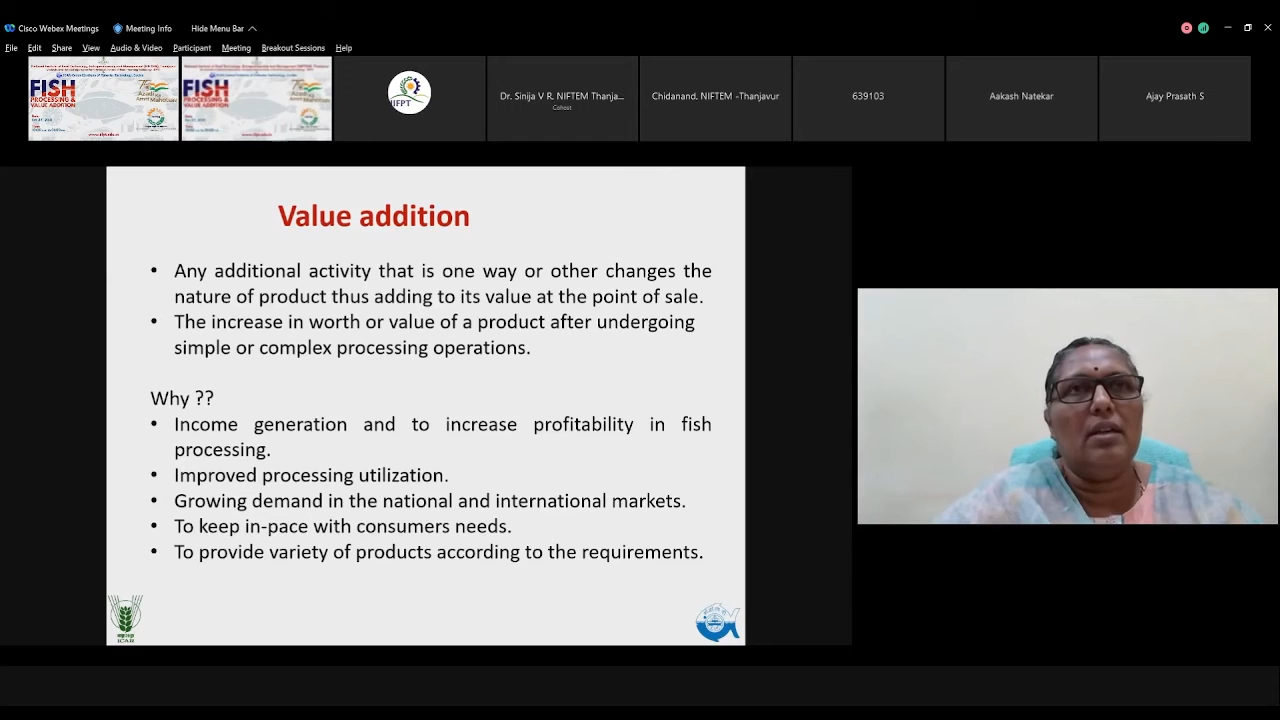 Cisco Webex Meetings Meeting Info Hide Menu Bar
File Edit Share View Audio & Video Participant Meeting Breakout Sessions Help
FISH
PROCESSING &
VALUE ADDITION
Azadi
Amrit Mahotsav
FISH
PROCESSING &
VALUE ADDITION
IIFPT
Dr. Sinija V R. NIFTEM Thanja...
Cohost
Chidanand. NIFTEM -Thanjavur
639103
Aakash Natekar
Ajay Prasath S
Value addition
• Any additional activity that is one way or other changes the
nature of product thus adding to its value at the point of sale.
• The increase in worth or value of a product after undergoing
simple or complex processing operations.
Why ??
• Income generation and to increase profitability in fish
processing.
• Improved processing utilization.
• Growing demand in the national and international markets.
• To keep in-pace with consumers needs.
• To provide variety of products according to the requirements.
ICAR